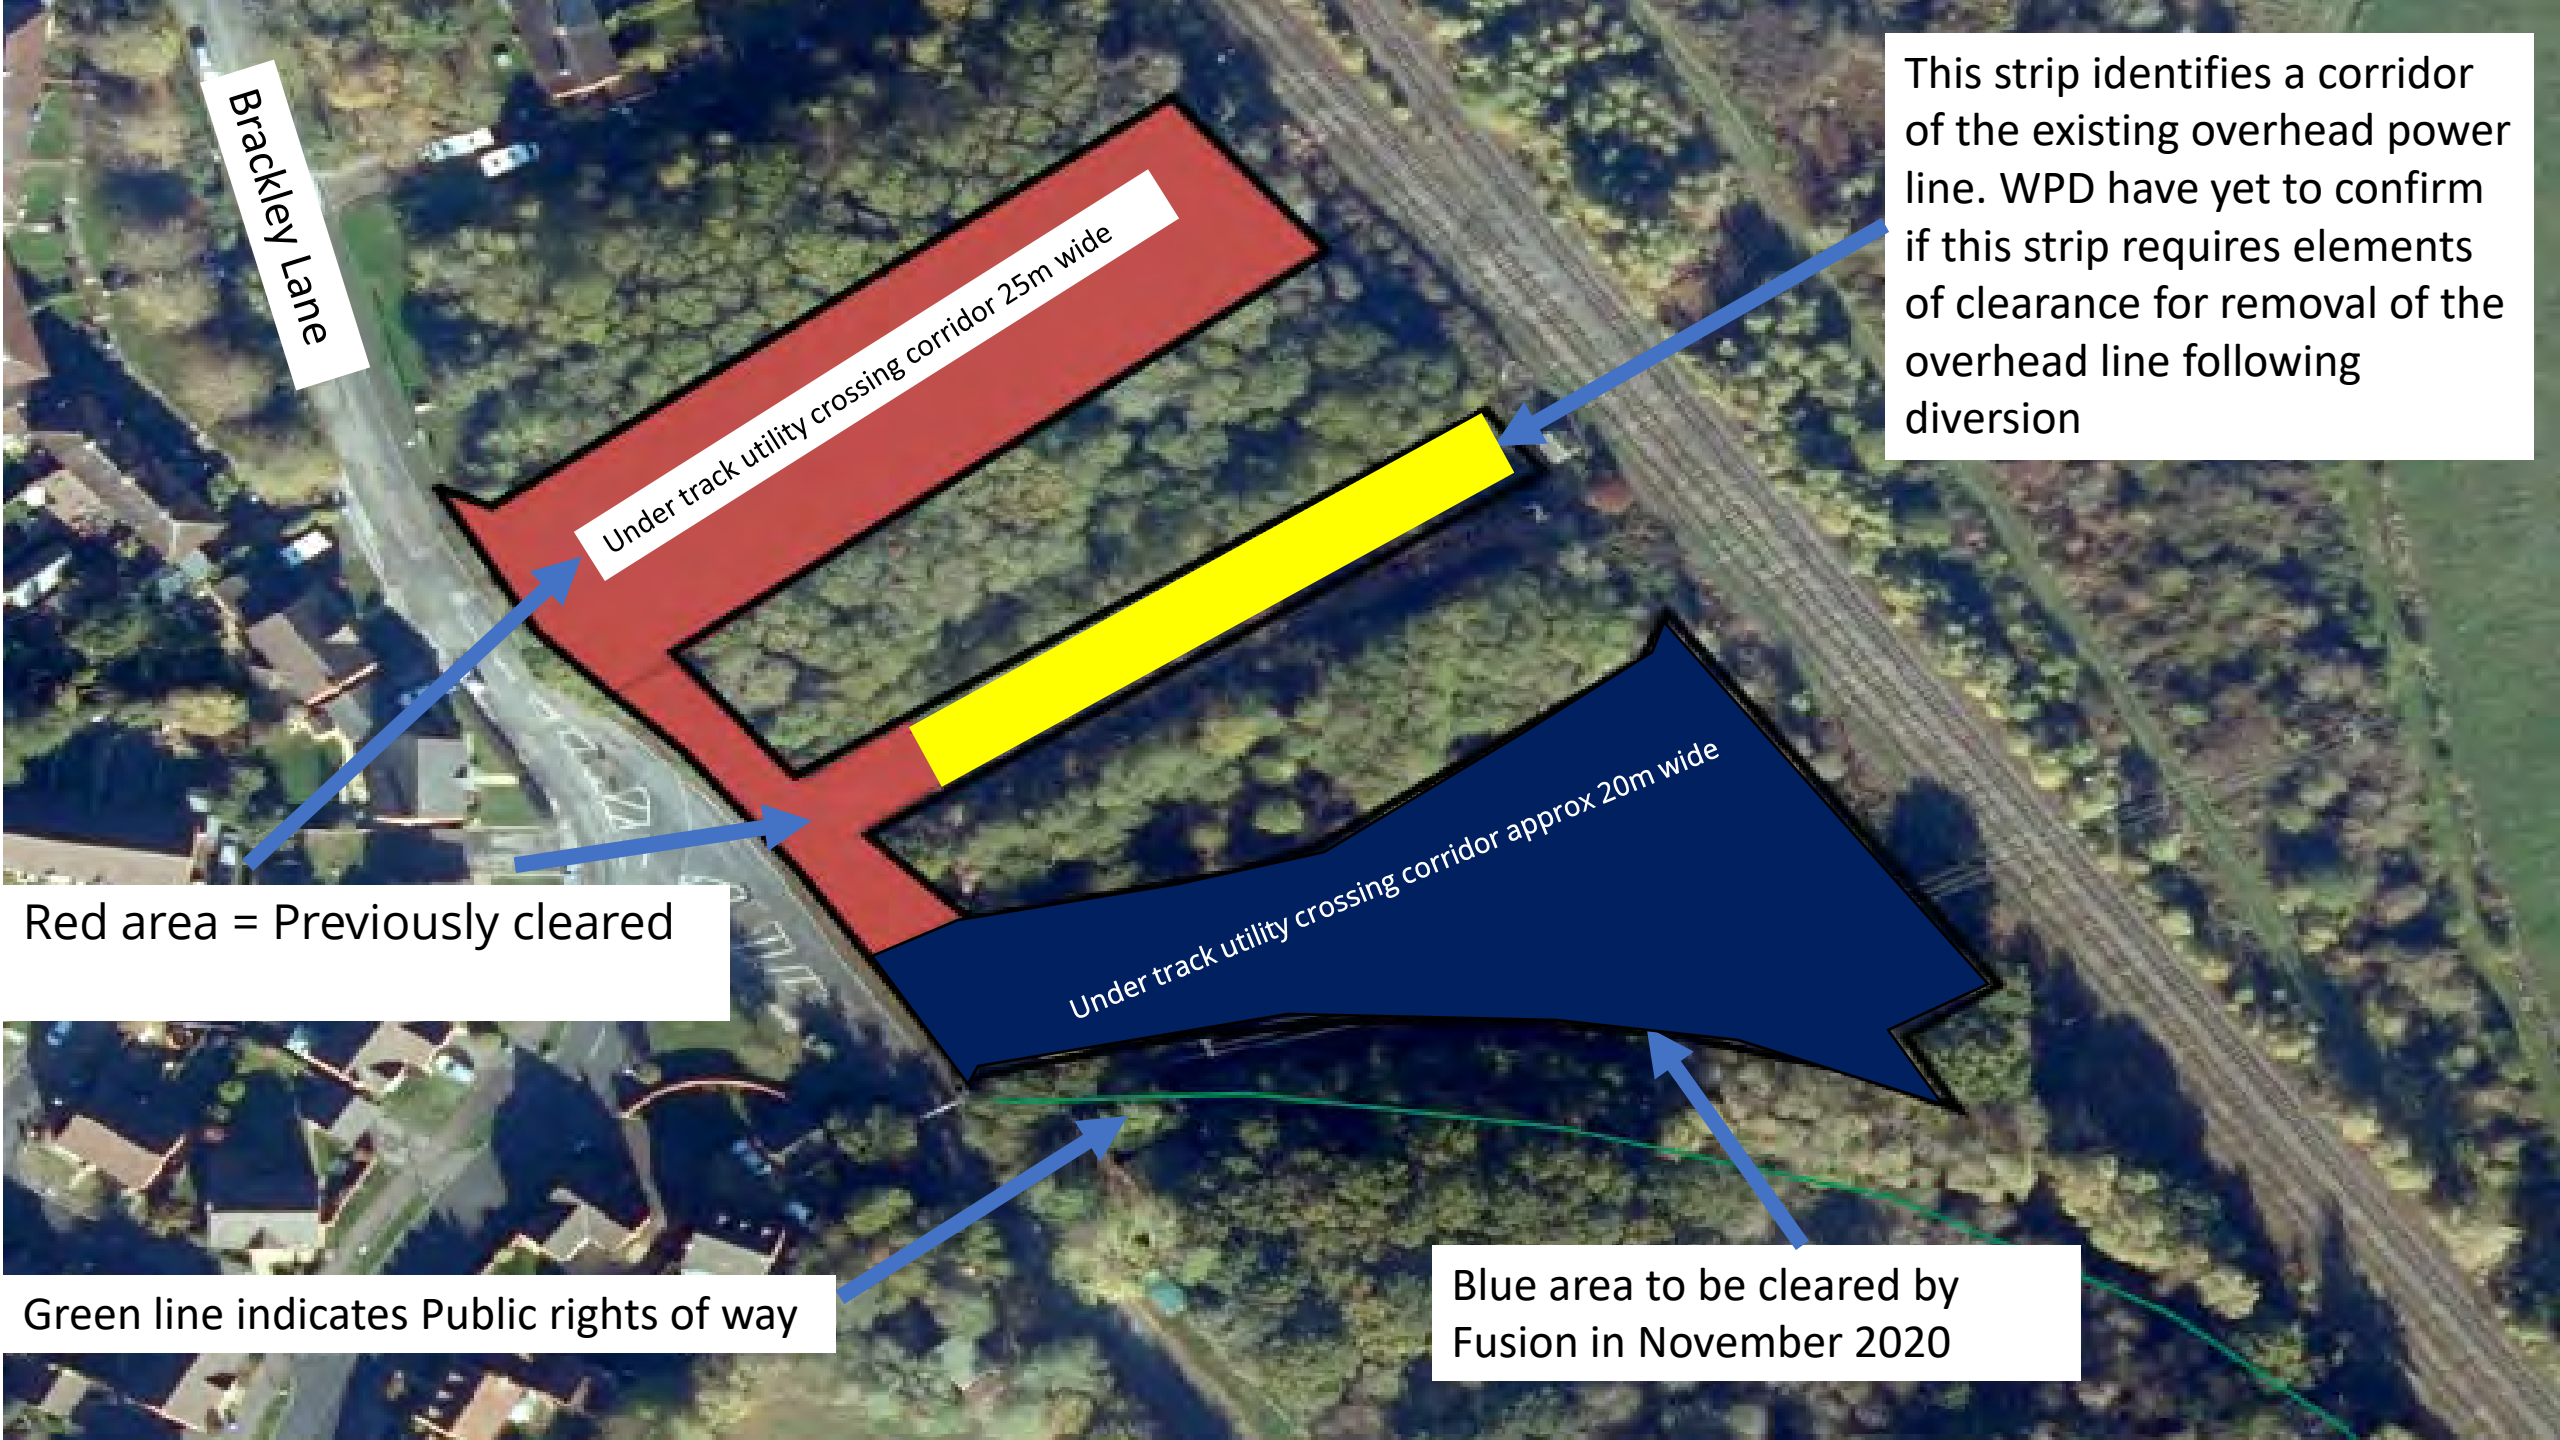 Brackley Lane
This strip identifies a corridor
of the existing overhead power
line. WPD have yet to confirm
if this strip requires elements
of clearance for removal of the
overhead line following
diversion
Under track utility crossing corridor 25m wide
Under track utility crossing corridor approx 20m wide
Red area = Previously cleared
Green line indicates Public rights of way
Blue area to be cleared by
Fusion in November 2020